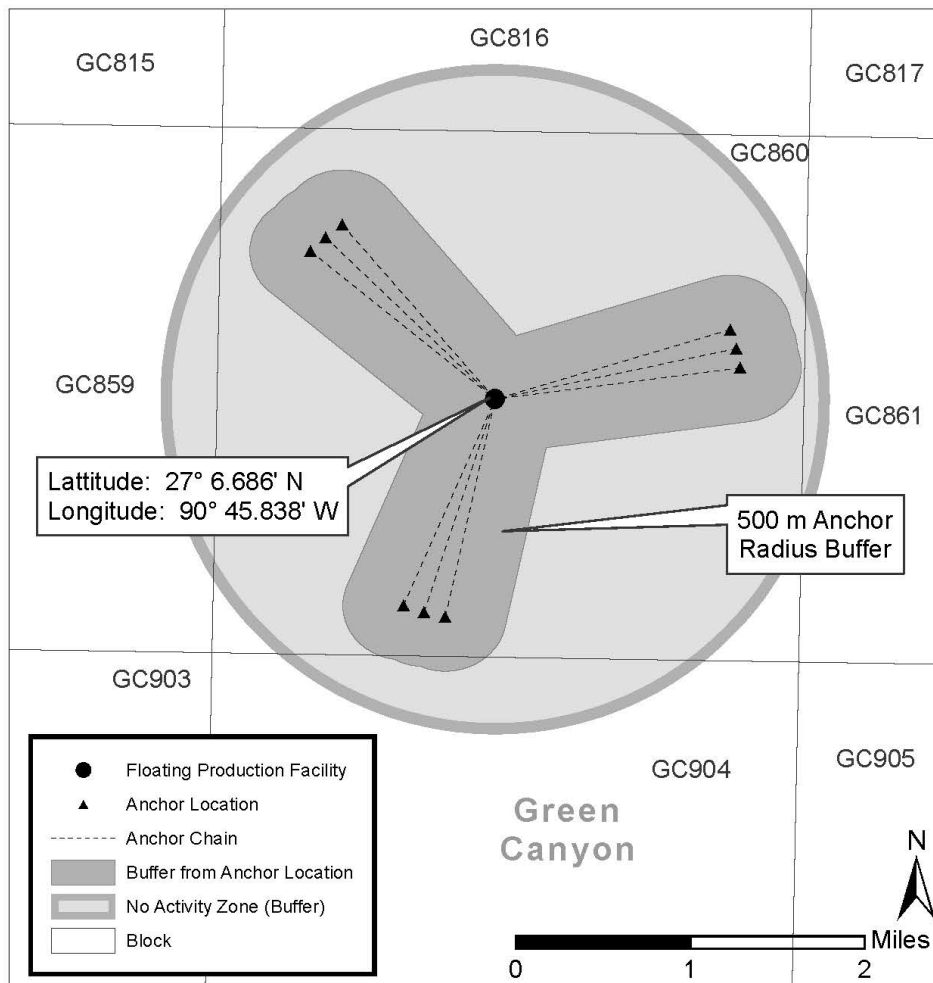 GC816
GC815
GC817
GC860
GC859
GC861
Lattitude: 27° 6.686' N
Longitude: 90° 45.838' W
500 m Anchor
Radius Buffer
GC903
GC904
GC905
Floating Production Facility
Anchor Location
Anchor Chain
Buffer from Anchor Location
No Activity Zone (Buffer)
Block
Green
Canyon
N
Miles
0 1 2